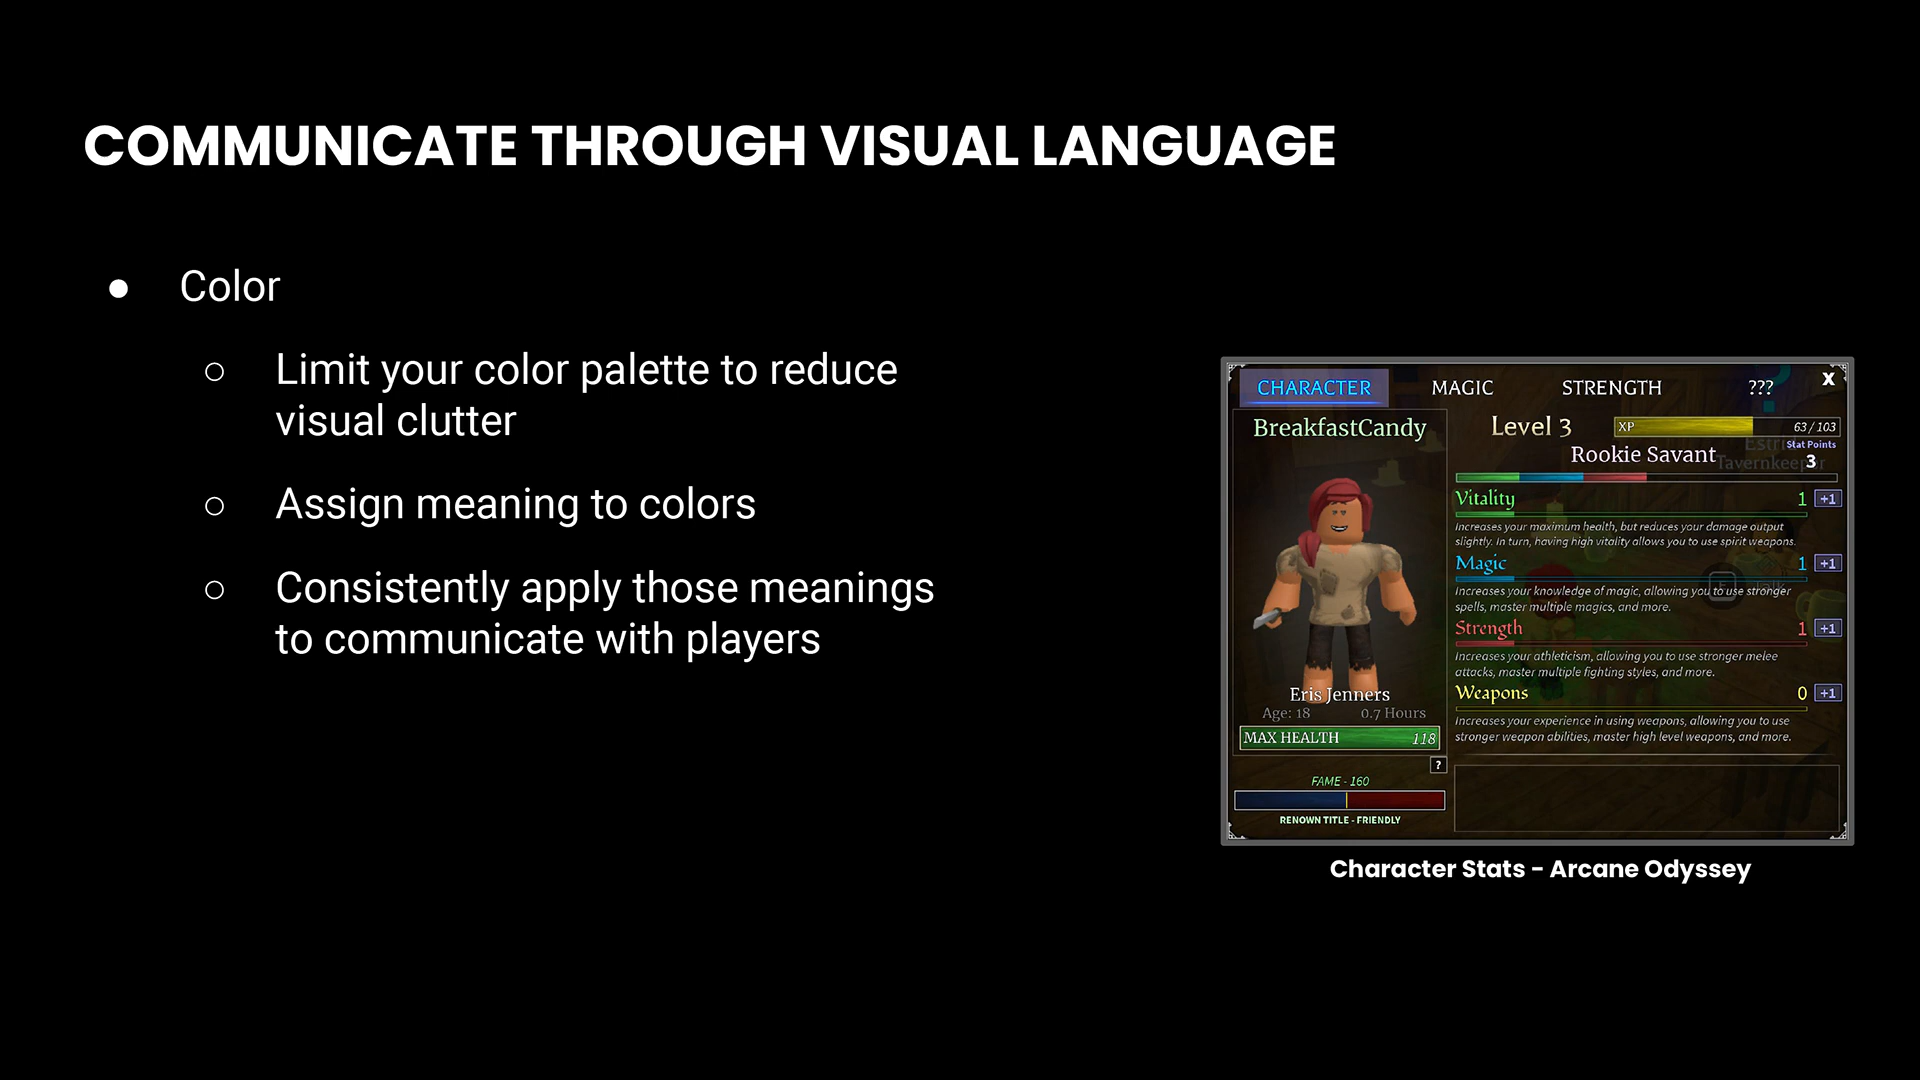 COMMUNICATE THROUGH VISUAL LANGUAGE
● Color
○ Limit your color palette to reduce
visual clutter
○ Assign meaning to colors
○ Consistently apply those meanings
to communicate with players
CHARACTER MAGIC STRENGTH ??? X
BreakfastCandy
Eris Jenners
Age: 18 0.7 Hours
MAX HEALTH 118
?
FAME - 160
RENOWN TITLE - FRIENDLY
Level 3 XP 63 / 103
Stat Points
Rookie Savant 3
Tavernkeeper
Vitality 1 +1
Increases your maximum health, but reduces your damage output
slightly. In turn, having high vitality allows you to use spirit weapons.
Magic 1 +1
Increases your knowledge of magic, allowing you to use stronger
spells, master multiple magics, and more.
Strength 1 +1
Increases your athleticism, allowing you to use stronger melee
attacks, master multiple fighting styles, and more.
Weapons 0 +1
Increases your experience in using weapons, allowing you to use
stronger weapon abilities, master high level weapons, and more.
Character Stats - Arcane Odyssey